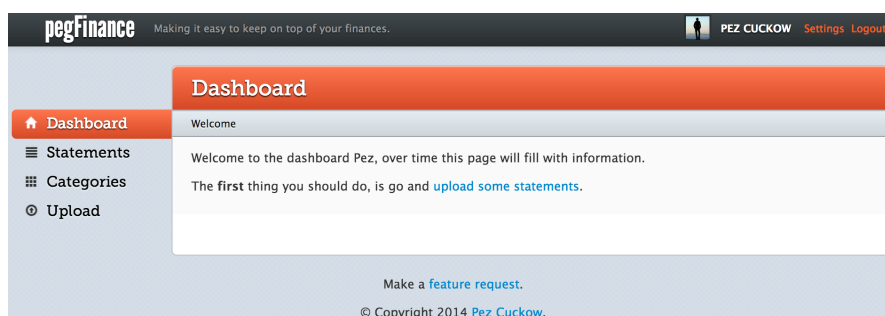 pegFinance Making it easy to keep on top of your finances. PEZ CUCKOW Settings Logout
Dashboard
Dashboard
Welcome
Statements
Welcome to the dashboard Pez, over time this page will fill with information.
Categories
The first thing you should do, is go and upload some statements.
Upload
Make a feature request.
© Copyright 2014 Pez Cuckow.